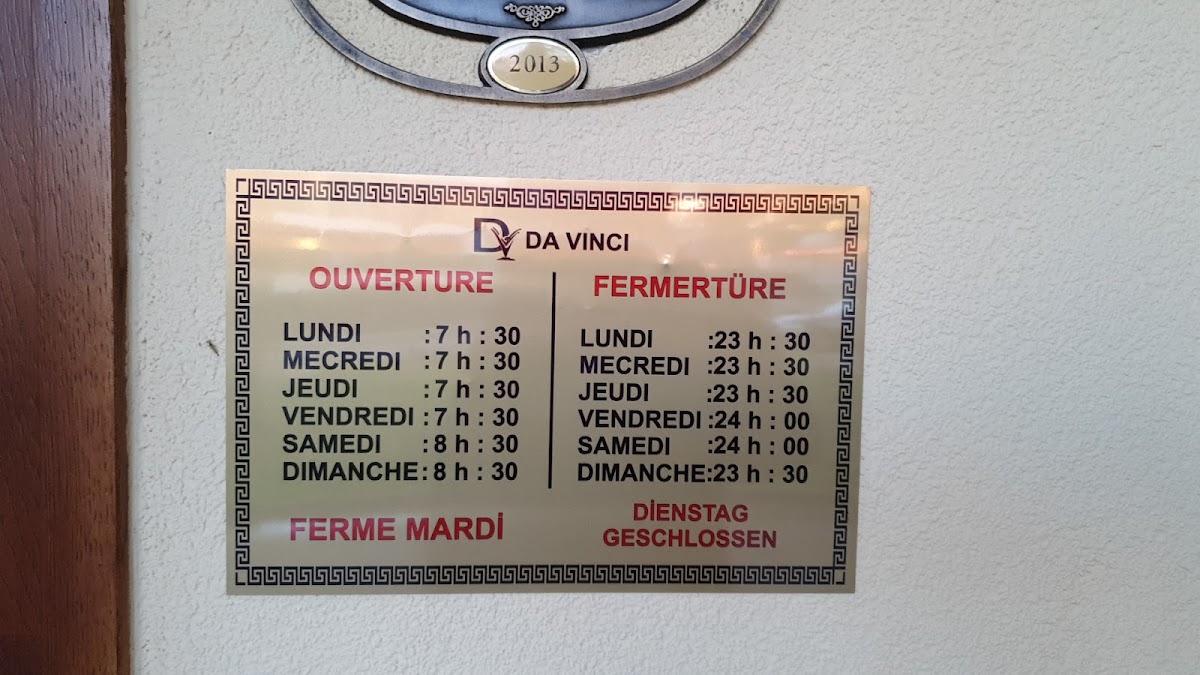 2013
DV DA VINCI
OUVERTURE
LUNDI :7 h : 30
MECREDI :7 h : 30
JEUDI :7 h : 30
VENDREDI :7 h : 30
SAMEDI :8 h : 30
DIMANCHE:8 h : 30
FERME MARDİ
FERMERTÜRE
LUNDI :23 h : 30
MECREDI :23 h : 30
JEUDI :23 h : 30
VENDREDI :24 h : 00
SAMEDI :24 h : 00
DIMANCHE:23 h : 30
DİENSTAG
GESCHLOSSEN